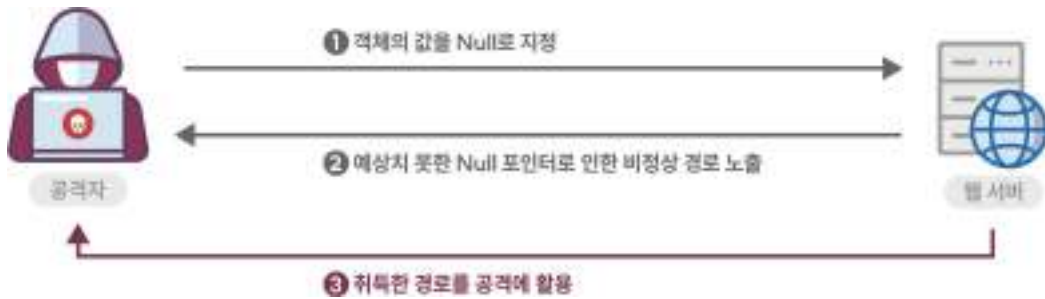 ❶ 객체의 값을 Null로 지정
❷ 예상치 못한 Null 포인터로 인한 비정상 경로 노출
공격자
웹 서버
❸ 취득한 경로를 공격에 활용